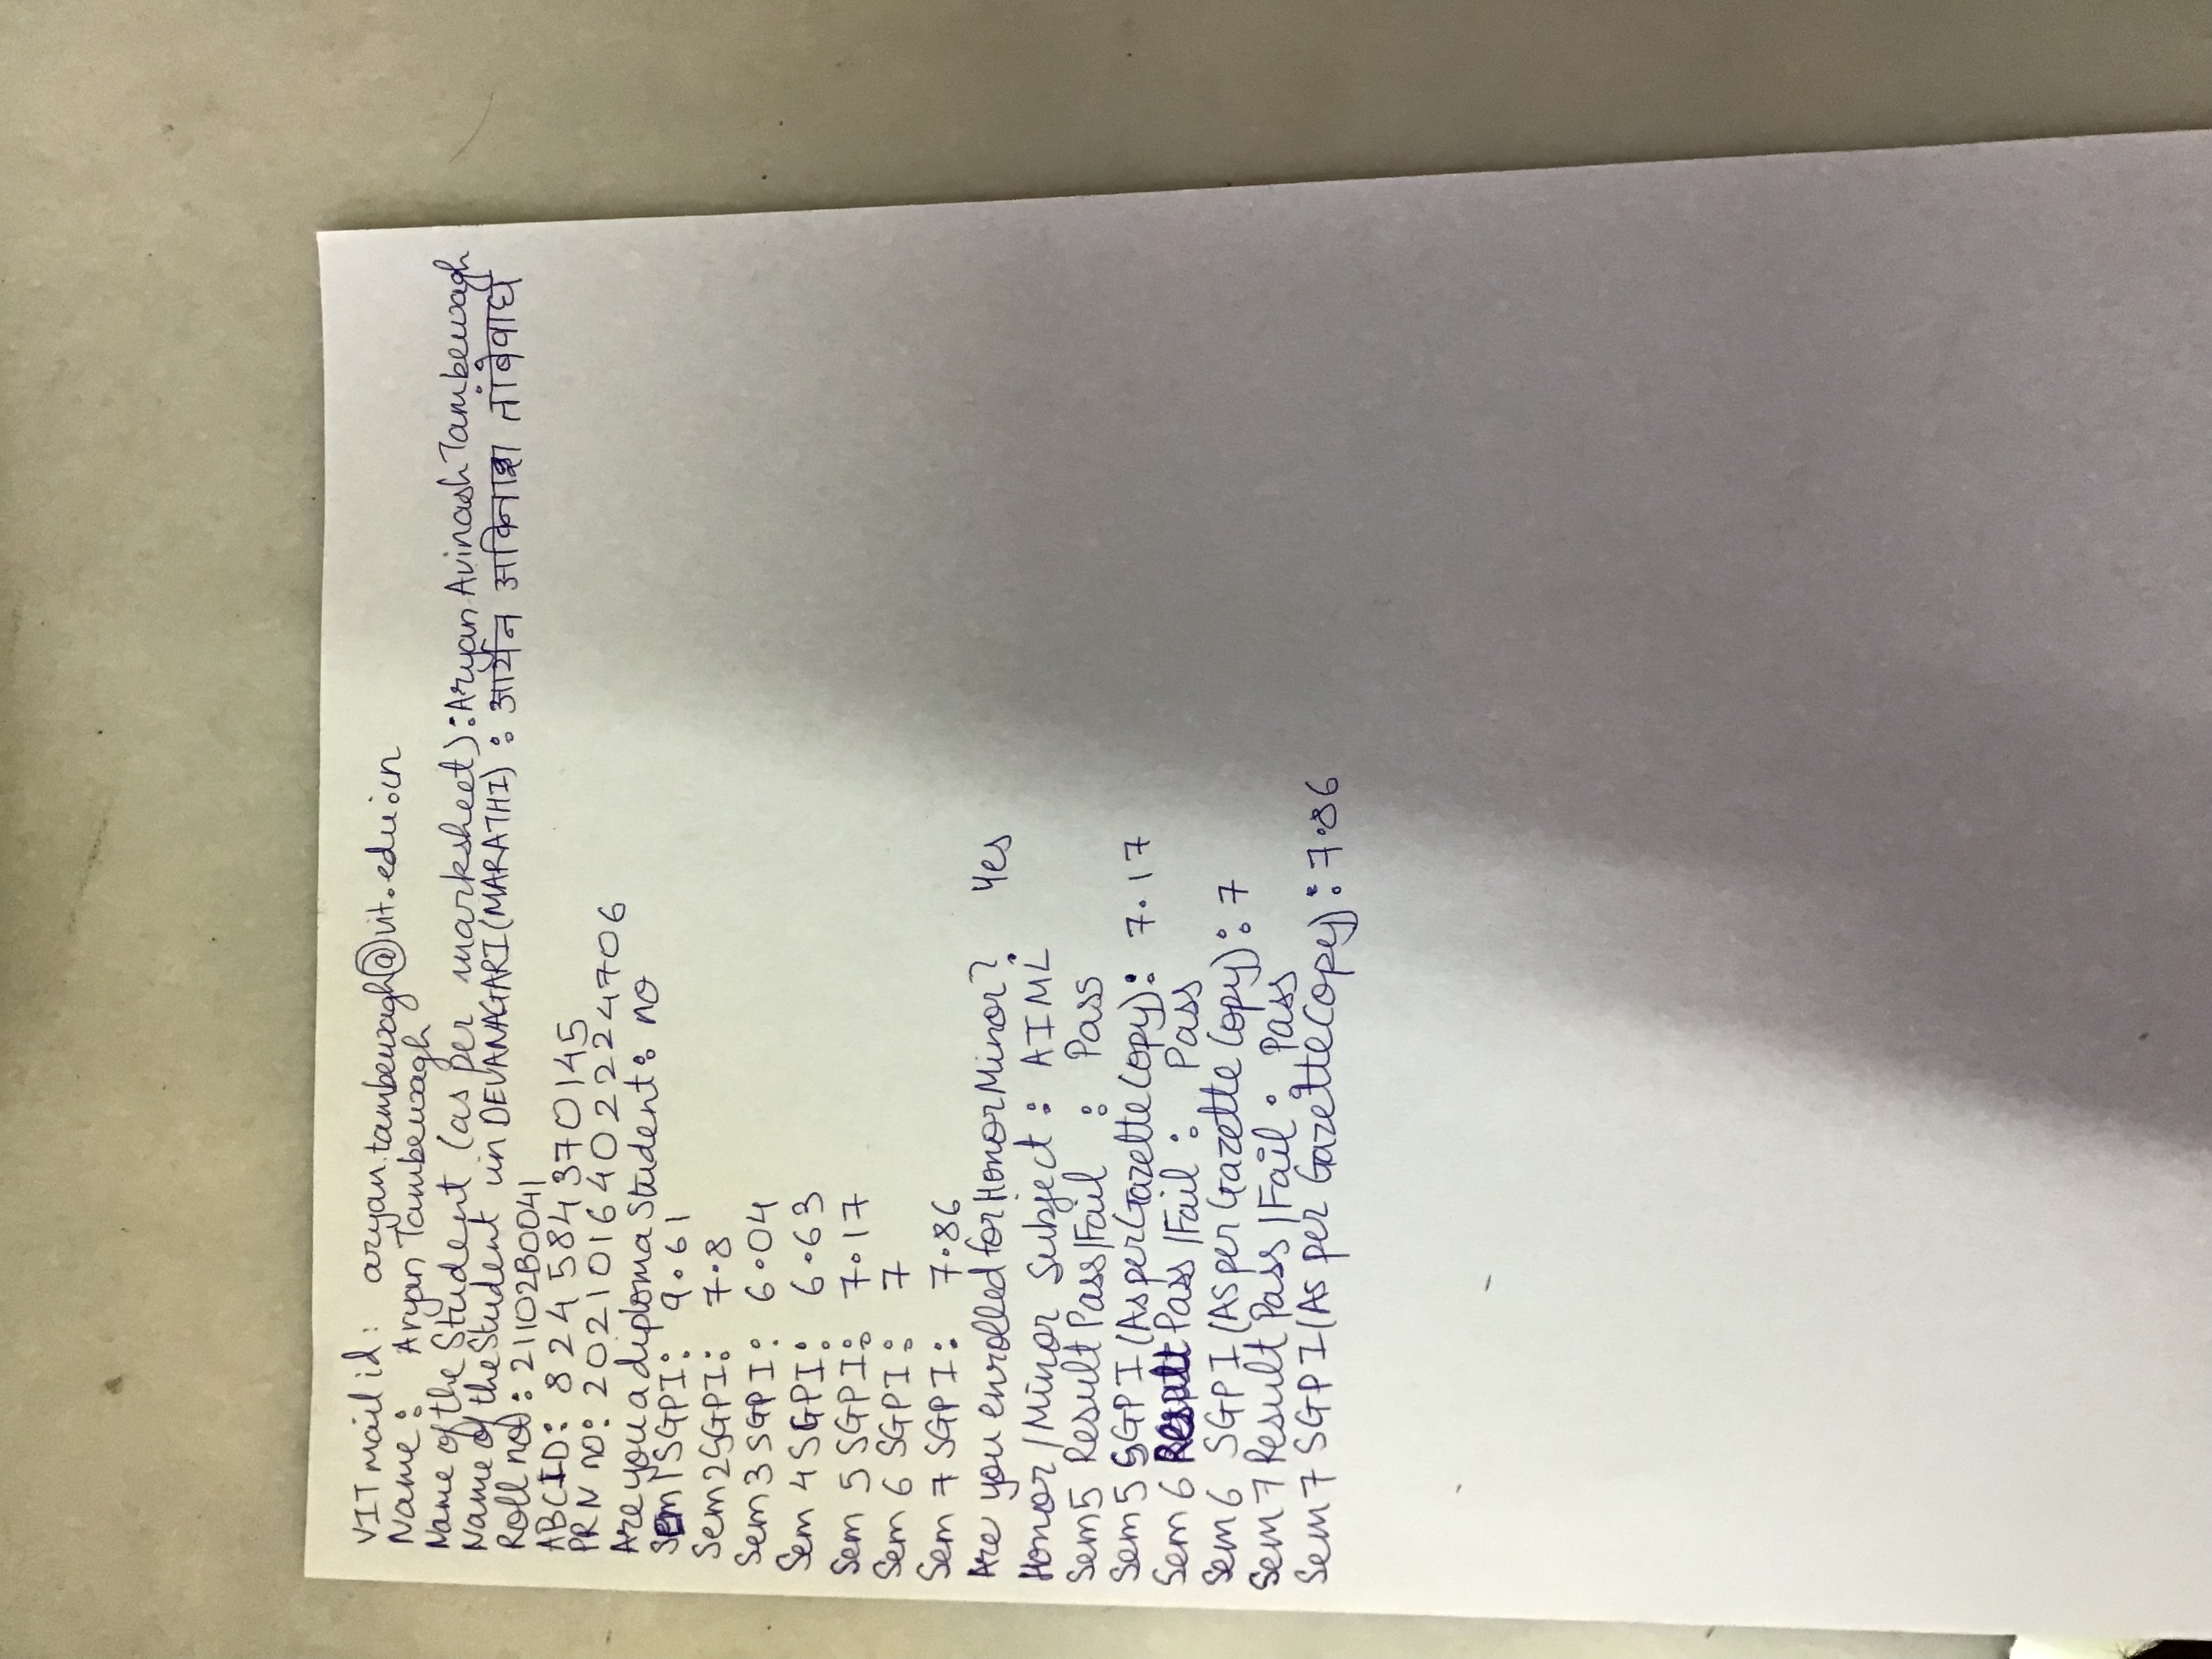 VIT mail id: aryan.tambewagh@vit.edu.in
Name: Aryan Tambewagh
Name of the Student (as per marksheet): Aryan Avinash Tambewagh
Name of the Student in DEVANAGARI (MARATHI): आर्यन अविनाश तांबेवाघ
Roll no: 21102B0041
ABCID: 824584370145
PRN no: 2021016402224706
Are you a diploma Student: no
Sem 1 SGPI: 9.61
Sem 2 SGPI: 7.8
Sem 3 SGPI: 6.04
Sem 4 SGPI: 6.63
Sem 5 SGPI: 7.17
Sem 6 SGPI: 7
Sem 7 SGPI: 7.86
Are you enrolled for Honor Minor? Yes
Honor/Minor Subject: AIML
Sem 5 Result Pass/Fail: Pass
Sem 5 SGPI (As per Gazette Copy): 7.17
Sem 6 Result Pass/Fail: Pass
Sem 6 SGPI (As per Gazette Copy): 7
Sem 7 Result Pass/Fail: Pass
Sem 7 SGPI (As per Gazette Copy): 7.86